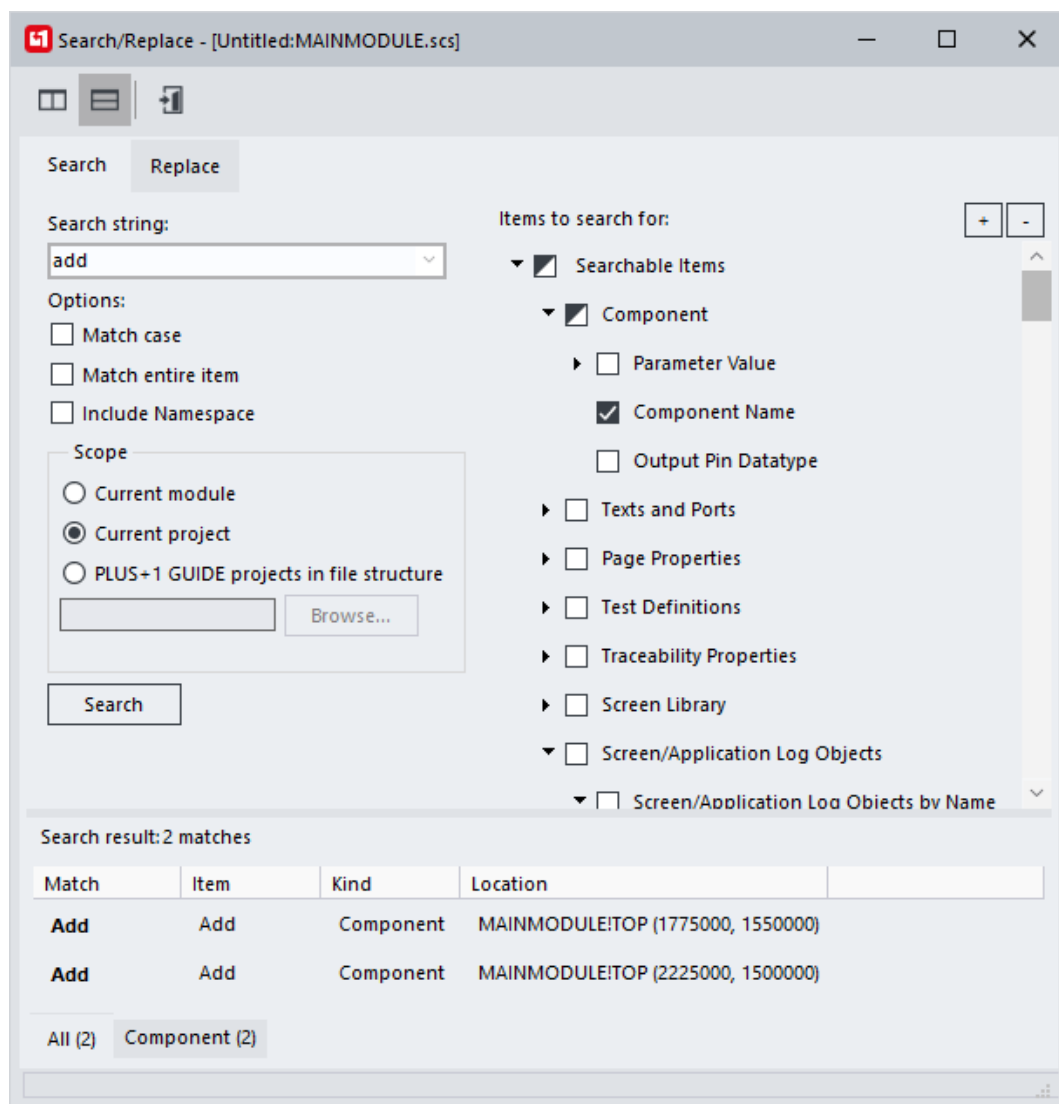 Search/Replace - [Untitled:MAINMODULE.scs]
Search
Replace
Search string:
add
Options:
Match case
Match entire item
Include Namespace
Scope
Current module
Current project
PLUS+1 GUIDE projects in file structure
Browse...
Search
Items to search for:
+ -
Searchable Items
Component
Parameter Value
Component Name
Output Pin Datatype
Texts and Ports
Page Properties
Test Definitions
Traceability Properties
Screen Library
Screen/Application Log Objects
Screen/Application Log Objects by Name
Search result: 2 matches
Match Item Kind Location
Add Add Component MAINMODULE!TOP (1775000, 1550000)
Add Add Component MAINMODULE!TOP (2225000, 1500000)
All (2) Component (2)